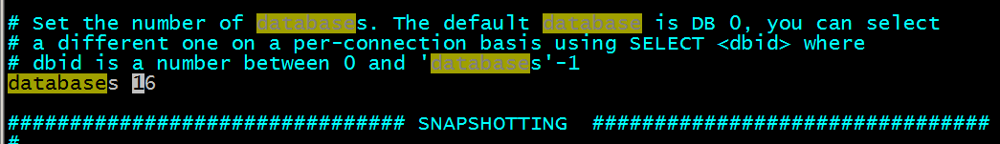 # Set the number of databases. The default database is DB 0, you can select
# a different one on a per-connection basis using SELECT <dbid> where
# dbid is a number between 0 and 'databases'-1
databases 16
################################ SNAPSHOTTING  ################################
#